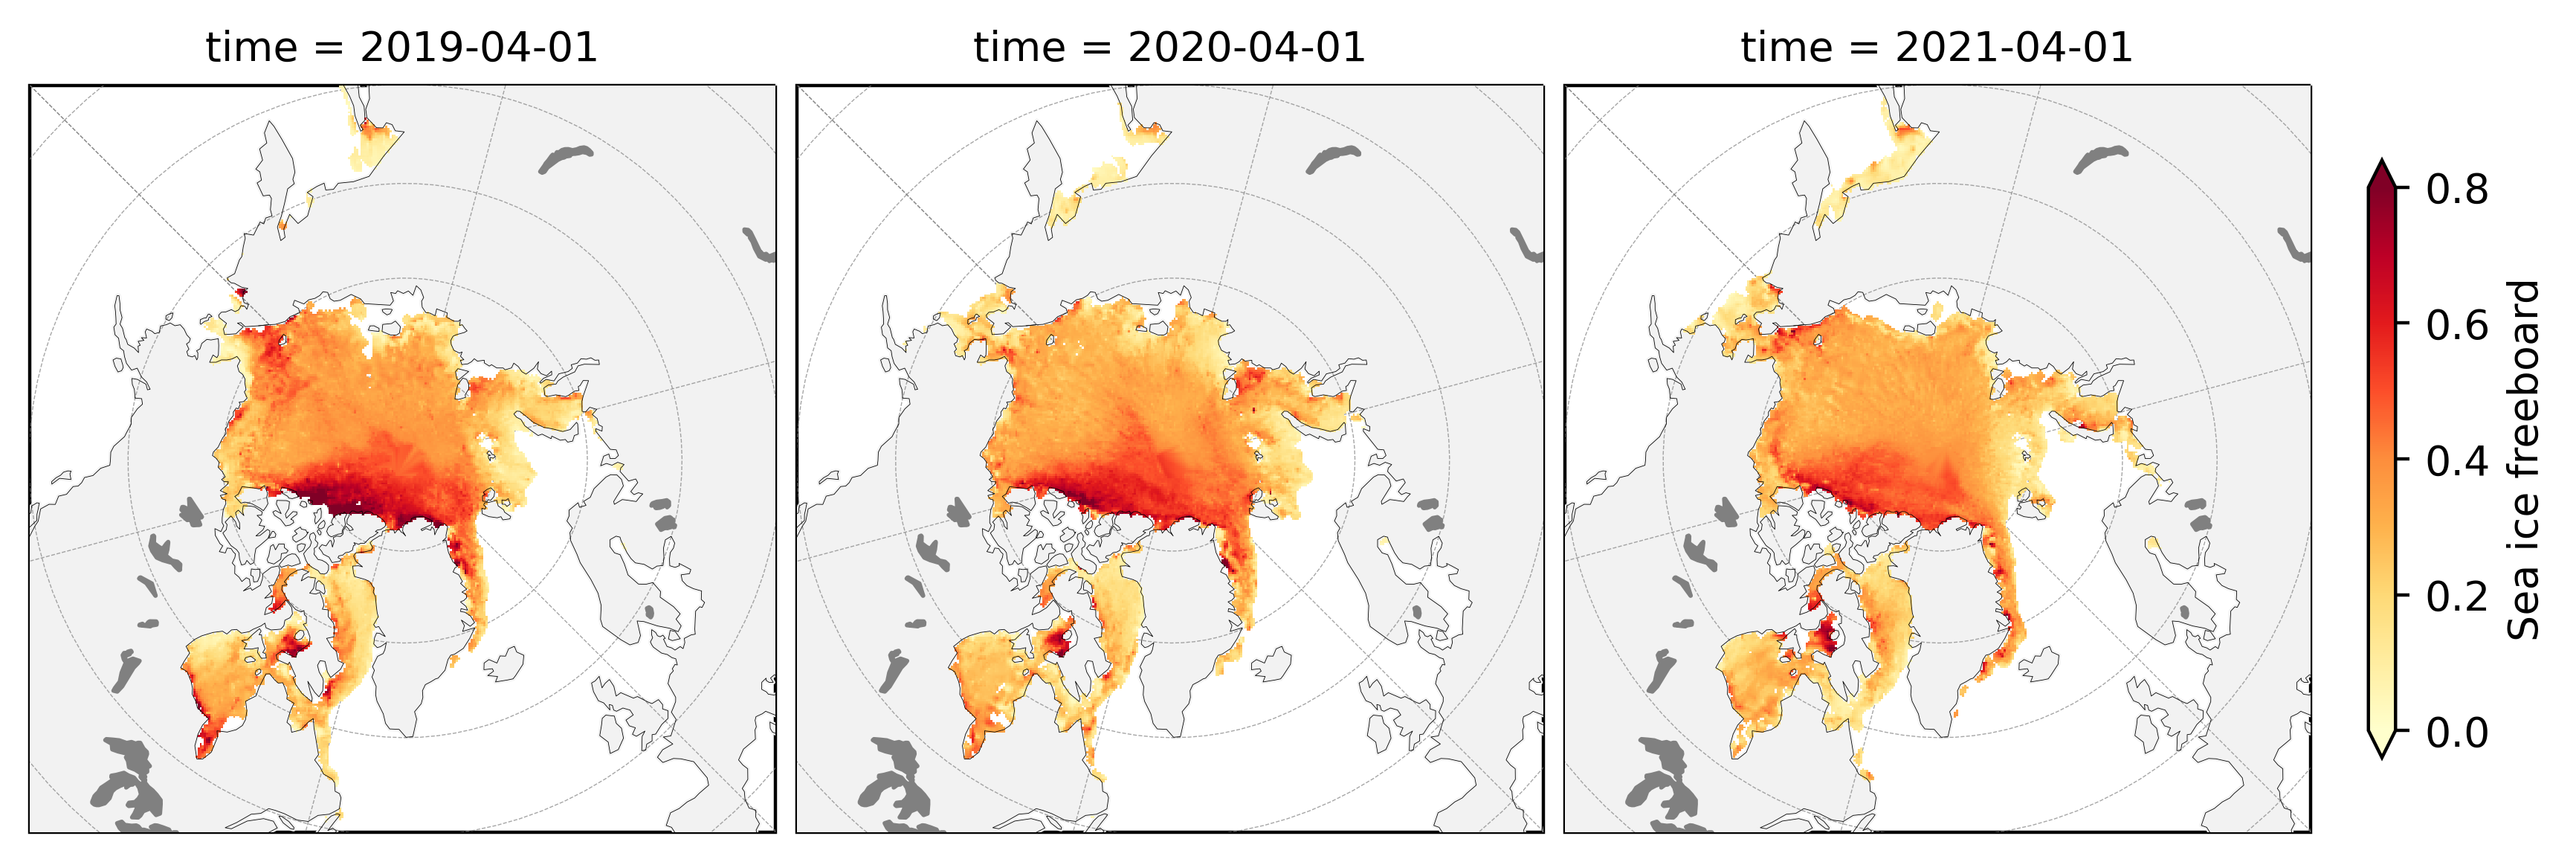 time = 2019-04-01
time = 2020-04-01
time = 2021-04-01
0.8
0.6
0.4
0.2
0.0
Sea ice freeboard